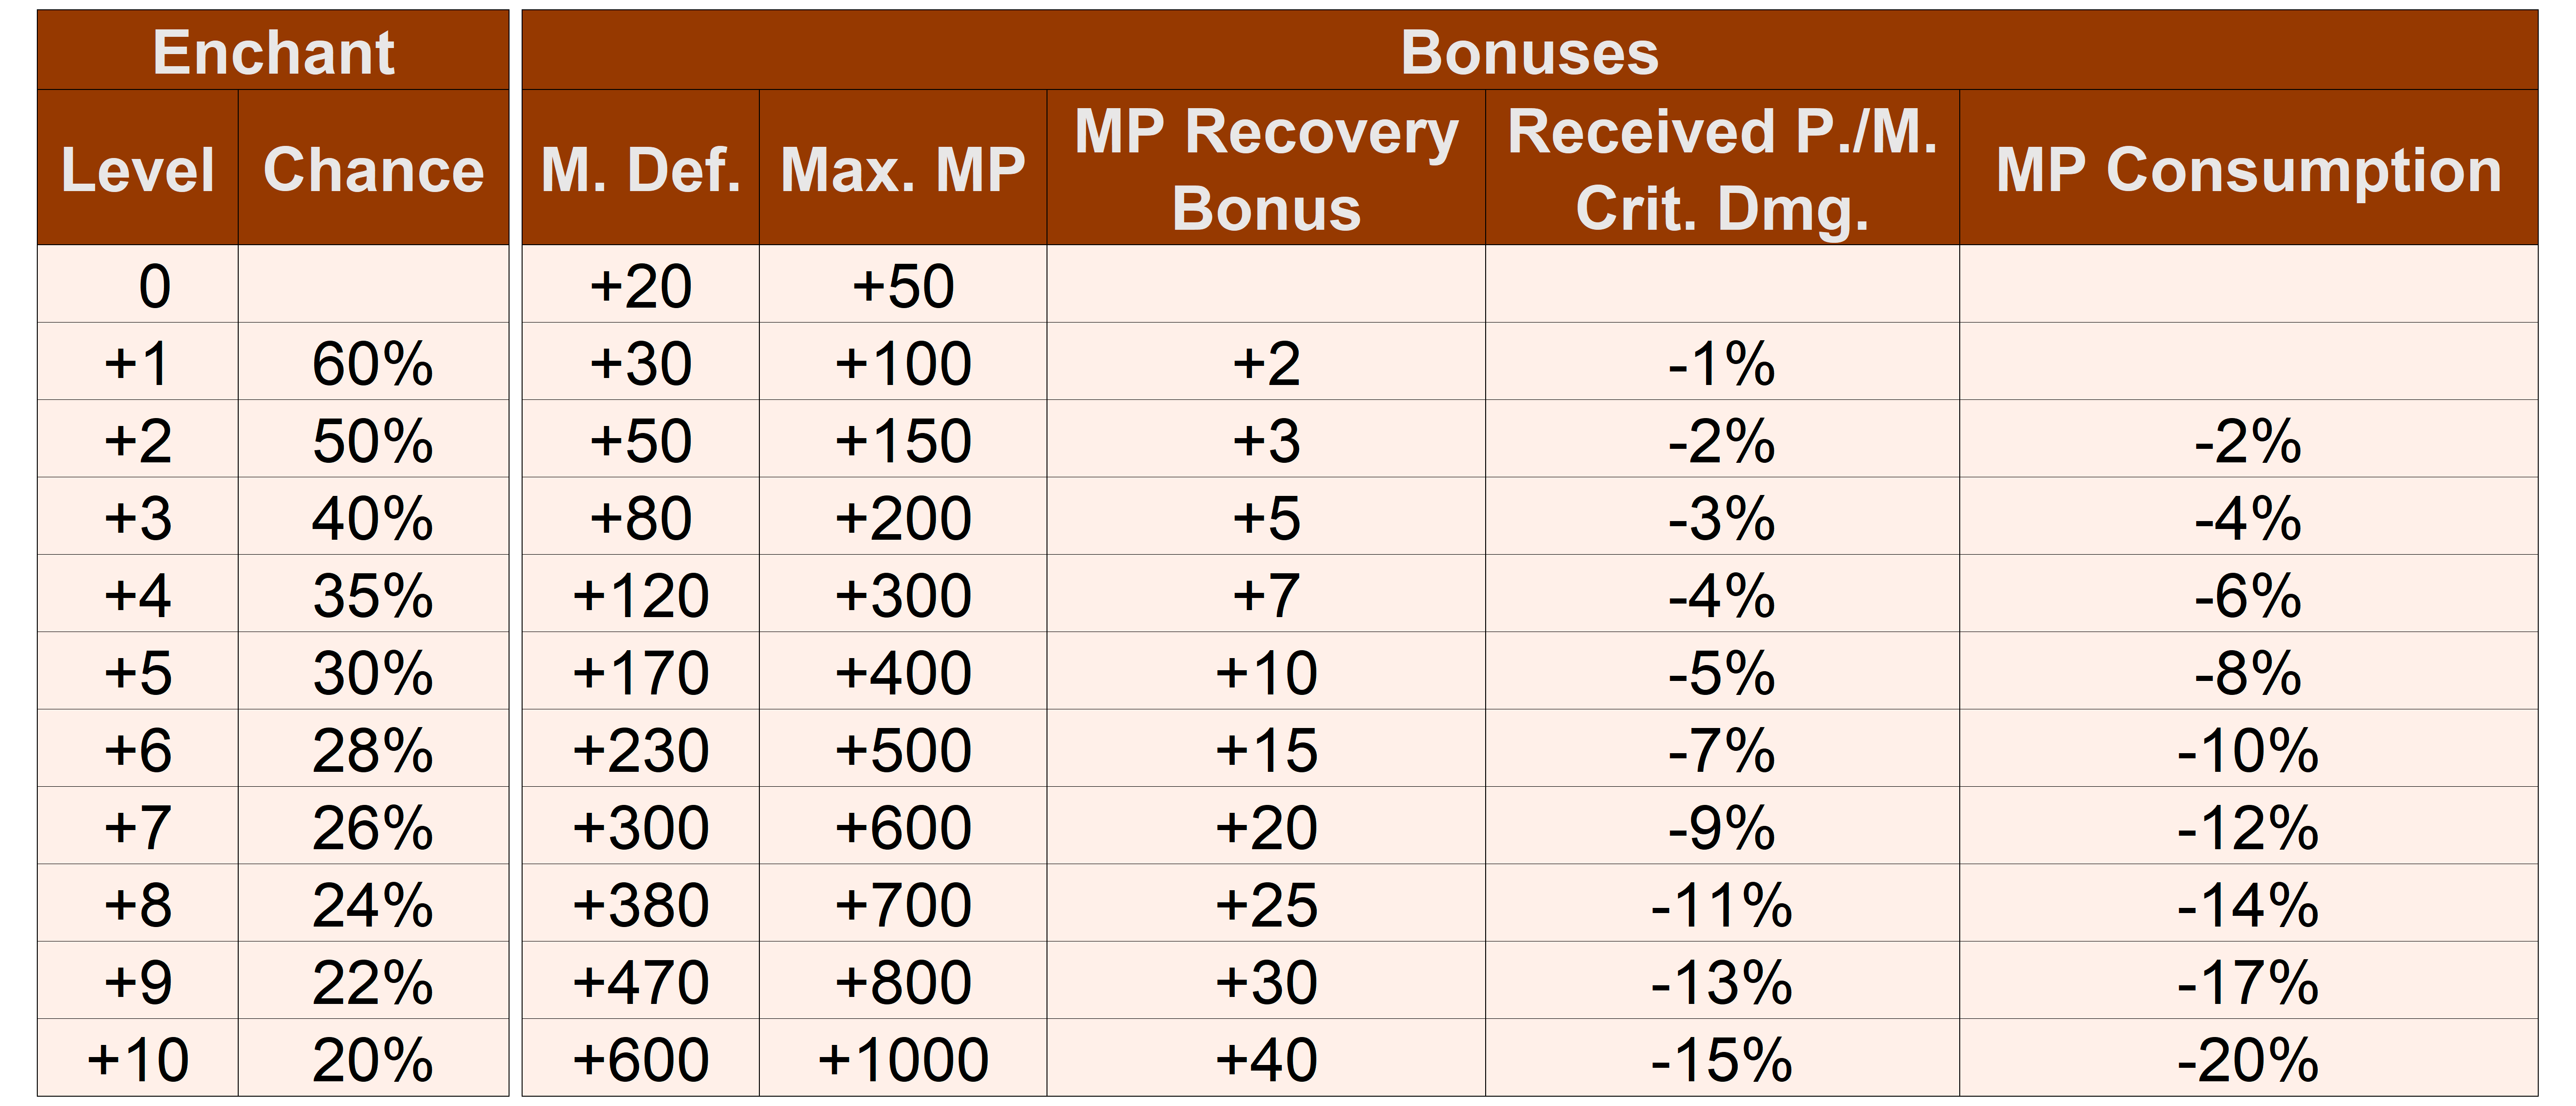 Enchant Bonuses
Level Chance M. Def. Max. MP MP Recovery Bonus Received P./M. Crit. Dmg. MP Consumption
0 +20 +50
+1 60% +30 +100 +2 -1%
+2 50% +50 +150 +3 -2% -2%
+3 40% +80 +200 +5 -3% -4%
+4 35% +120 +300 +7 -4% -6%
+5 30% +170 +400 +10 -5% -8%
+6 28% +230 +500 +15 -7% -10%
+7 26% +300 +600 +20 -9% -12%
+8 24% +380 +700 +25 -11% -14%
+9 22% +470 +800 +30 -13% -17%
+10 20% +600 +1000 +40 -15% -20%